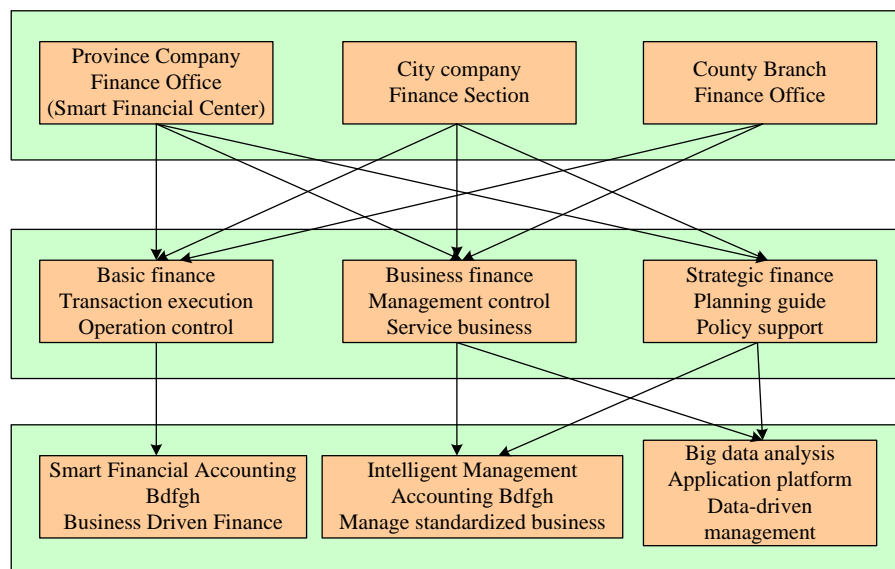 Province Company
Finance Office
(Smart Financial Center)
City company
Finance Section
County Branch
Finance Office
Basic finance
Transaction execution
Operation control
Business finance
Management control
Service business
Strategic finance
Planning guide
Policy support
Smart Financial Accounting
Bdfgh
Business Driven Finance
Intelligent Management
Accounting Bdfgh
Manage standardized business
Big data analysis
Application platform
Data-driven
management